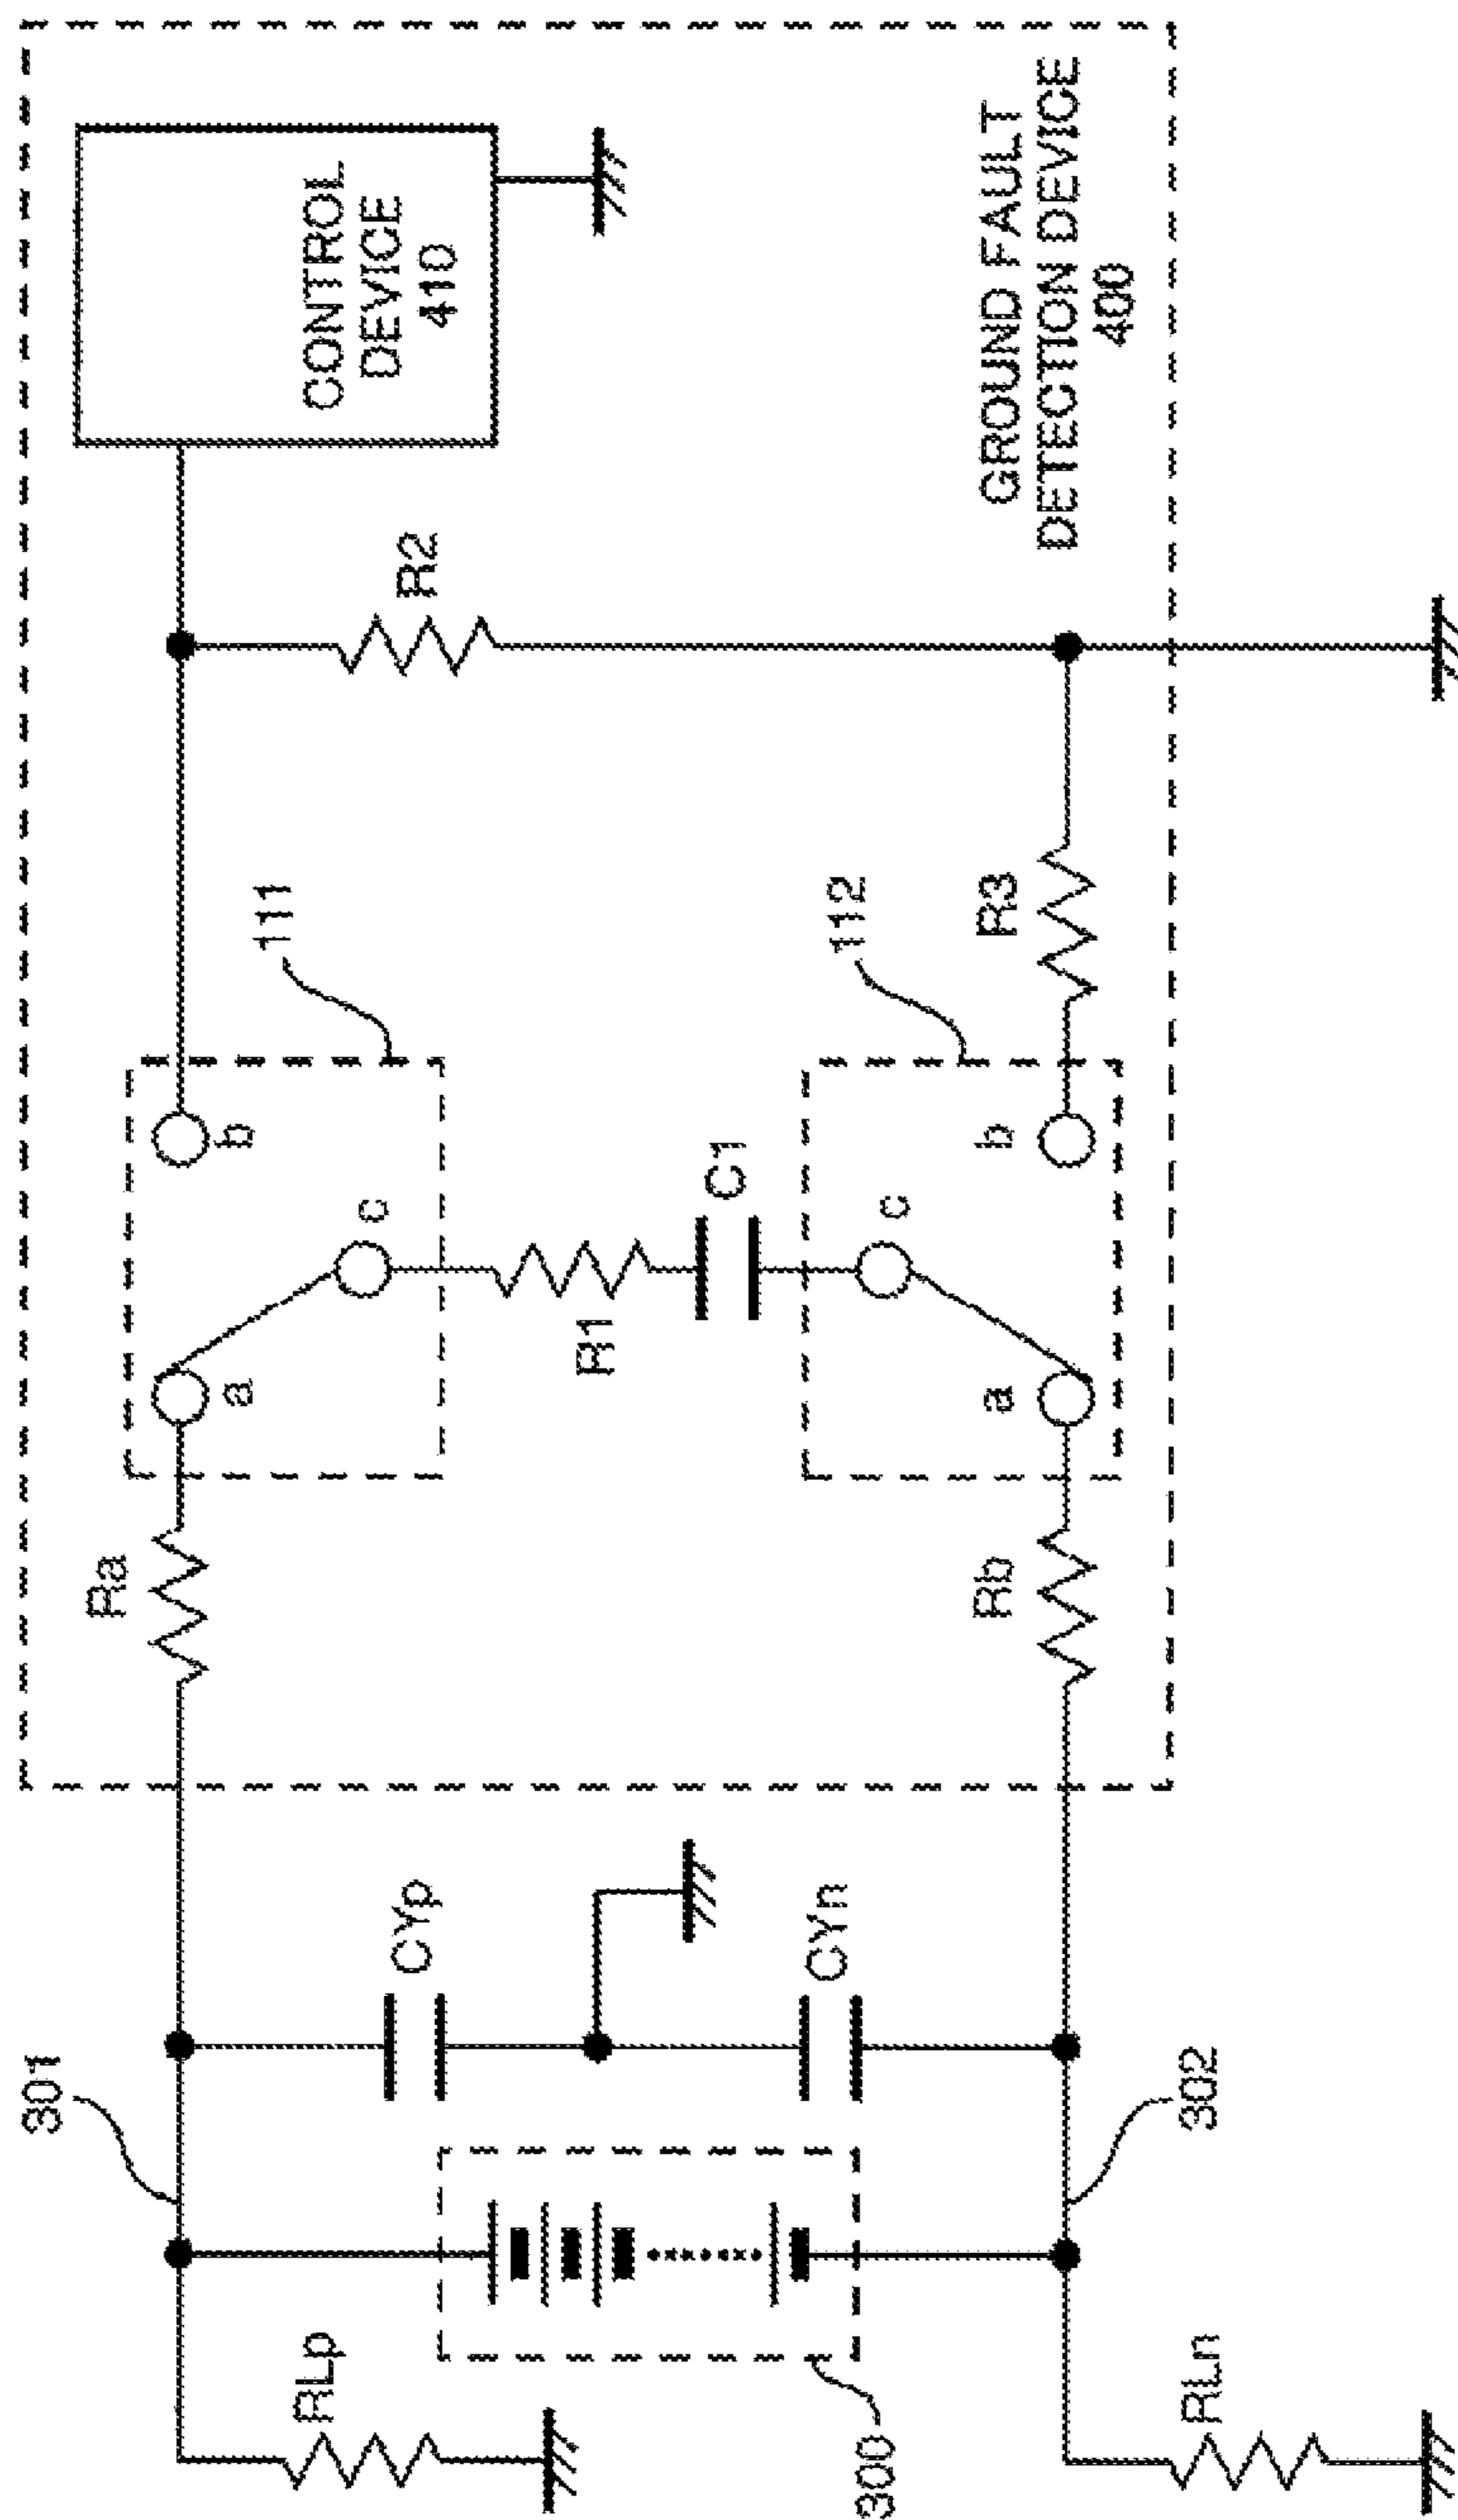 301
RLp
300
RLn
302
CYp
CYn
Ra
Rb
a
b
c
111
R1
C1
c
a
b
112
R3
R2
CONTROL
DEVICE
410
GROUND FAULT
DETECTION DEVICE
400